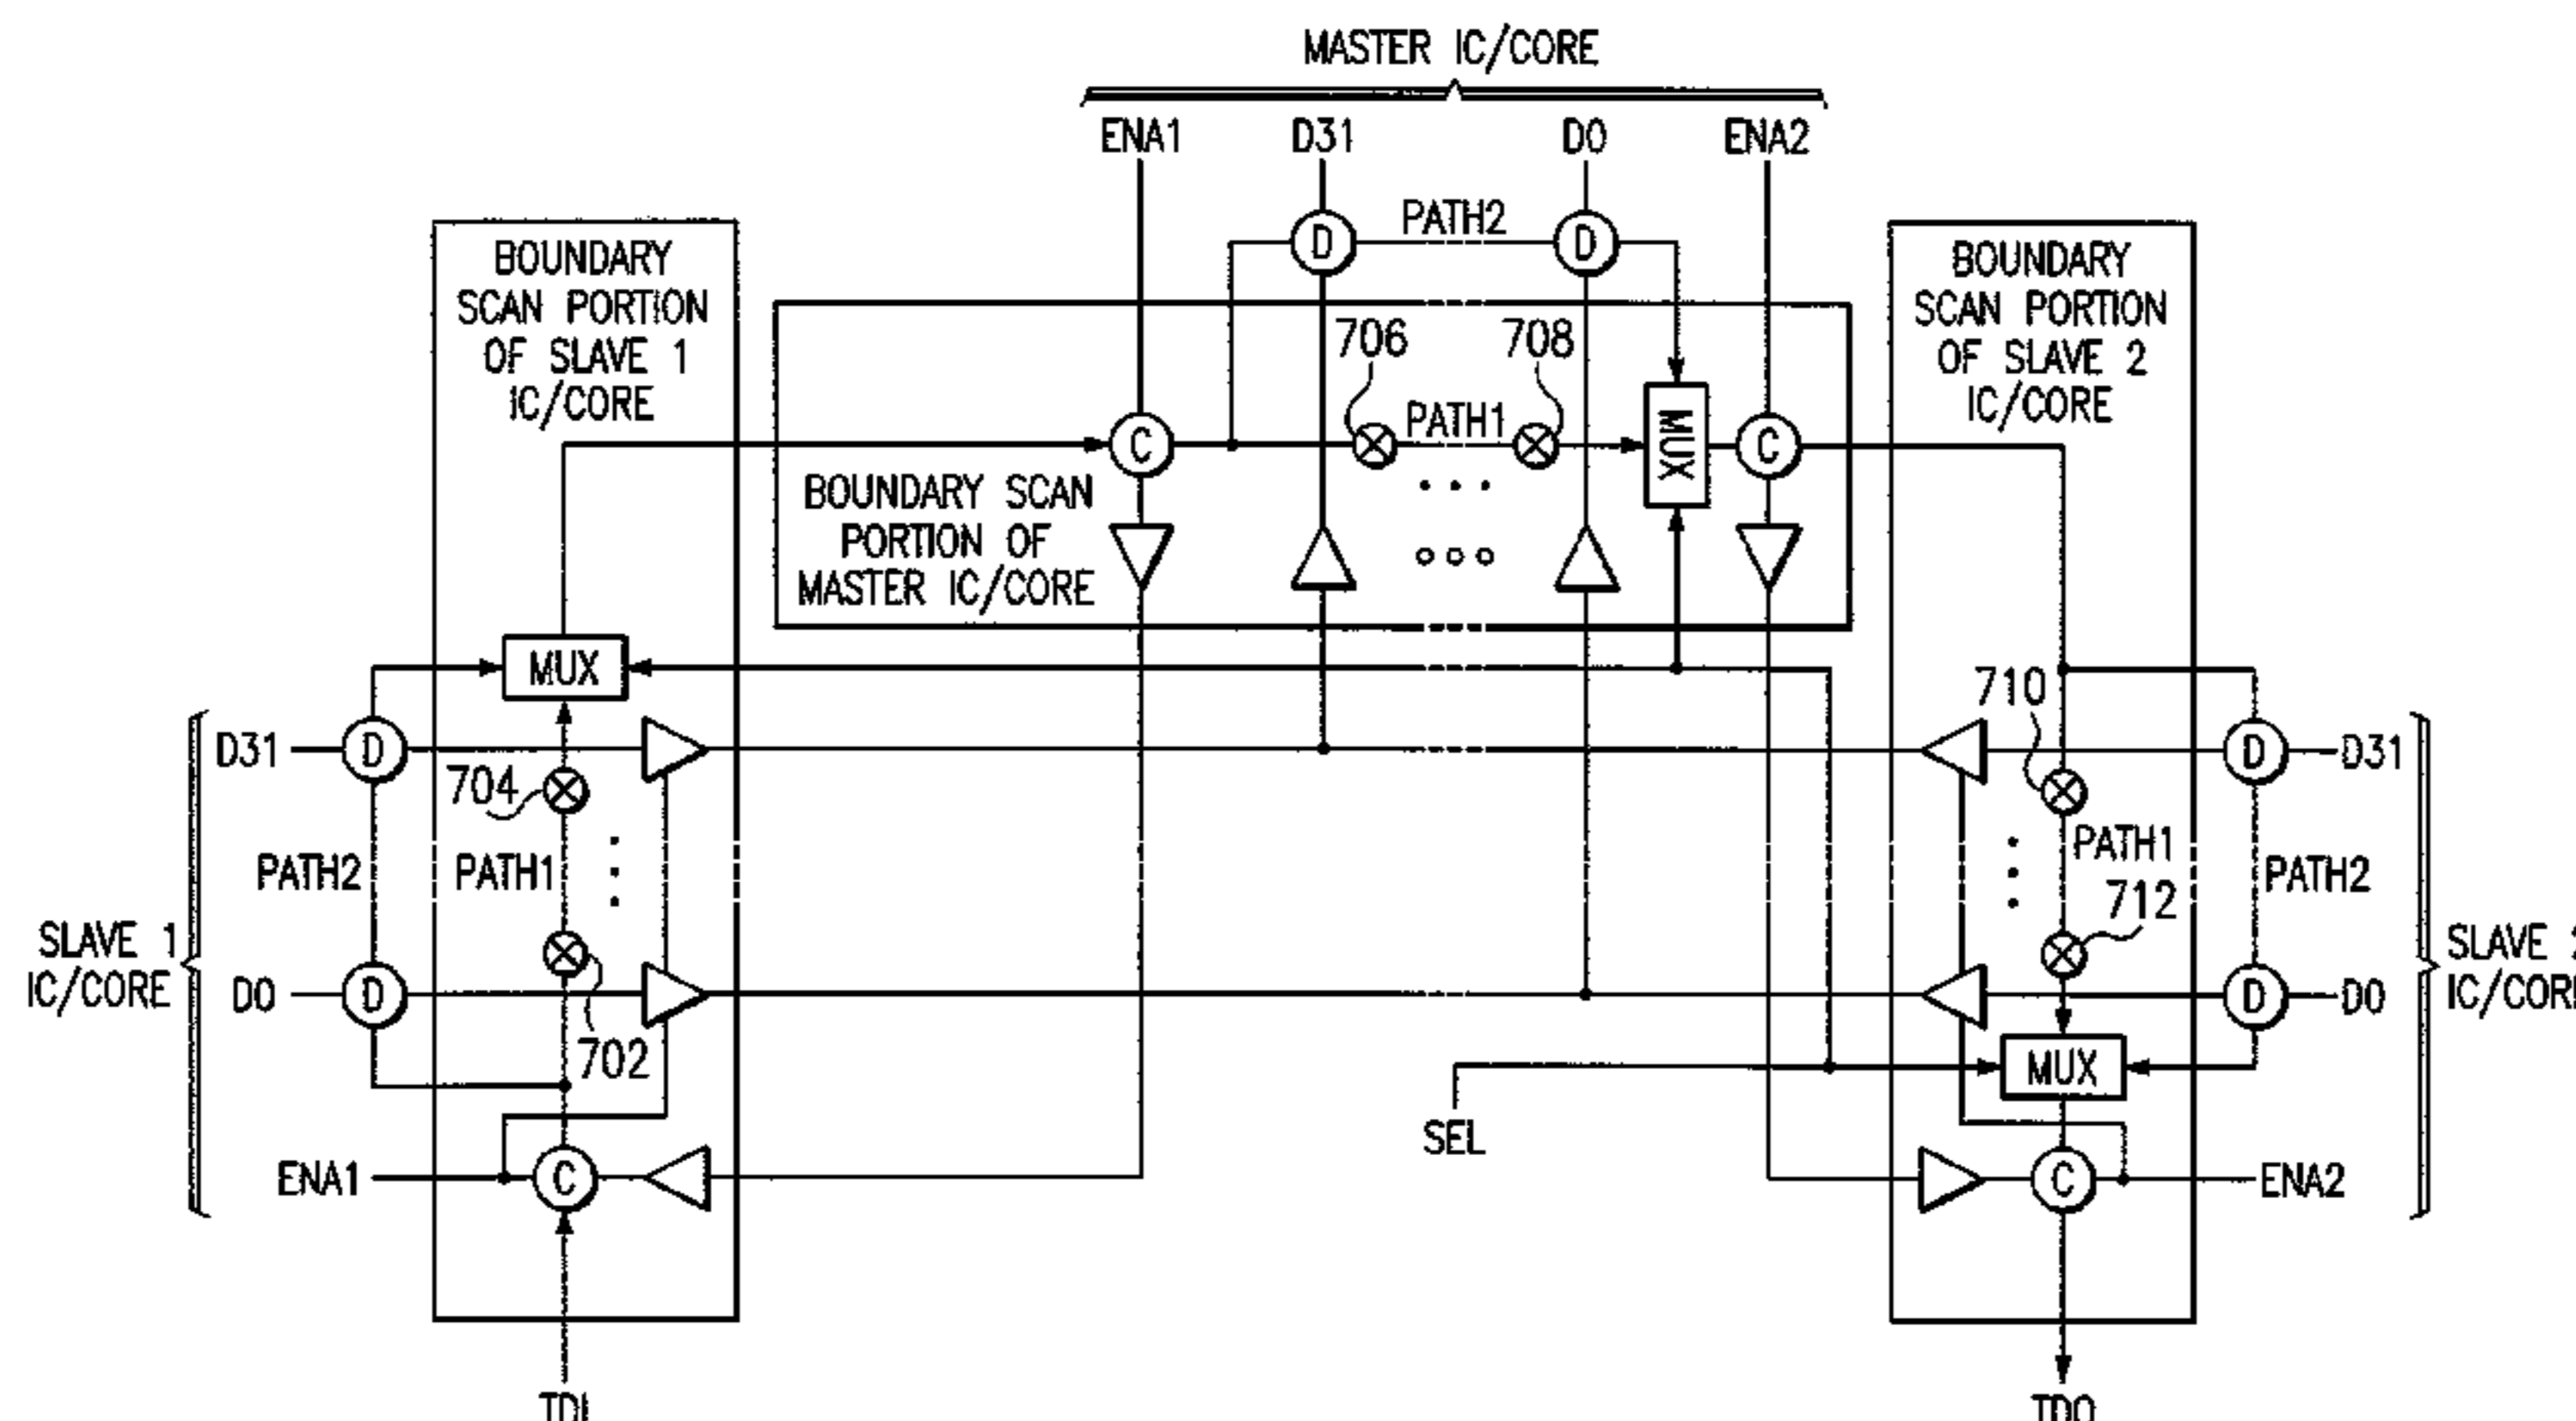 MASTER IC/CORE
ENA1
D31
D0
ENA2
D
PATH2
D
BOUNDARY
SCAN PORTION
OF SLAVE 1
IC/CORE
BOUNDARY
SCAN PORTION
OF SLAVE 2
IC/CORE
706
708
C
PATH1
MUX
C
BOUNDARY SCAN
PORTION OF
MASTER IC/CORE
MUX
D31
D
704
710
D
D31
PATH2
PATH1
PATH1
PATH2
712
SLAVE 1
IC/CORE
SLAVE 2
D0
D
702
D
D0
MUX
SEL
ENA1
C
C
ENA2
TDI
TDO